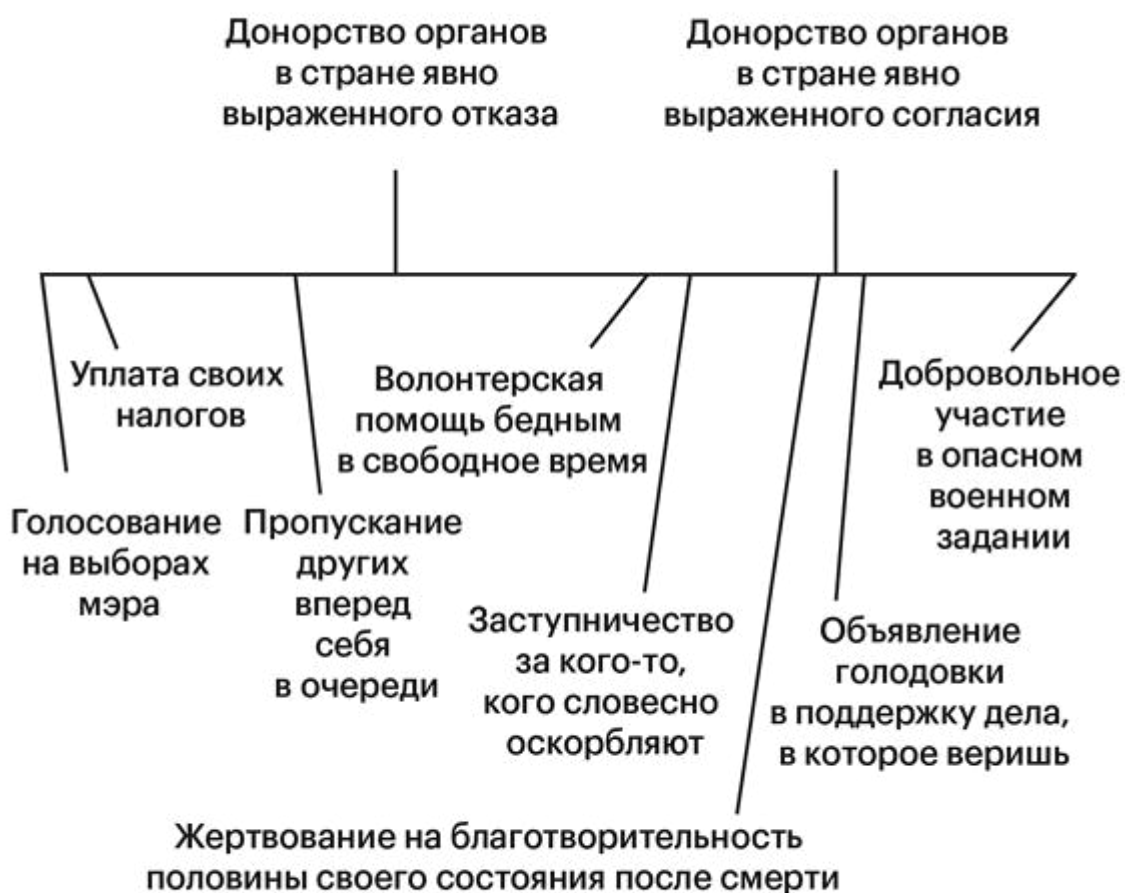 Донорство органов
в стране явно
выраженного отказа
Донорство органов
в стране явно
выраженного согласия
Уплата своих
налогов
Волонтерская
помощь бедным
в свободное время
Добровольное
участие
в опасном
военном
задании
Голосование
на выборах
мэра
Пропускание
других
вперед
себя
в очереди
Заступничество
за кого-то,
кого словесно
оскорбляют
Объявление
голодовки
в поддержку дела,
в которое веришь
Жертвование на благотворительность
половины своего состояния после смерти